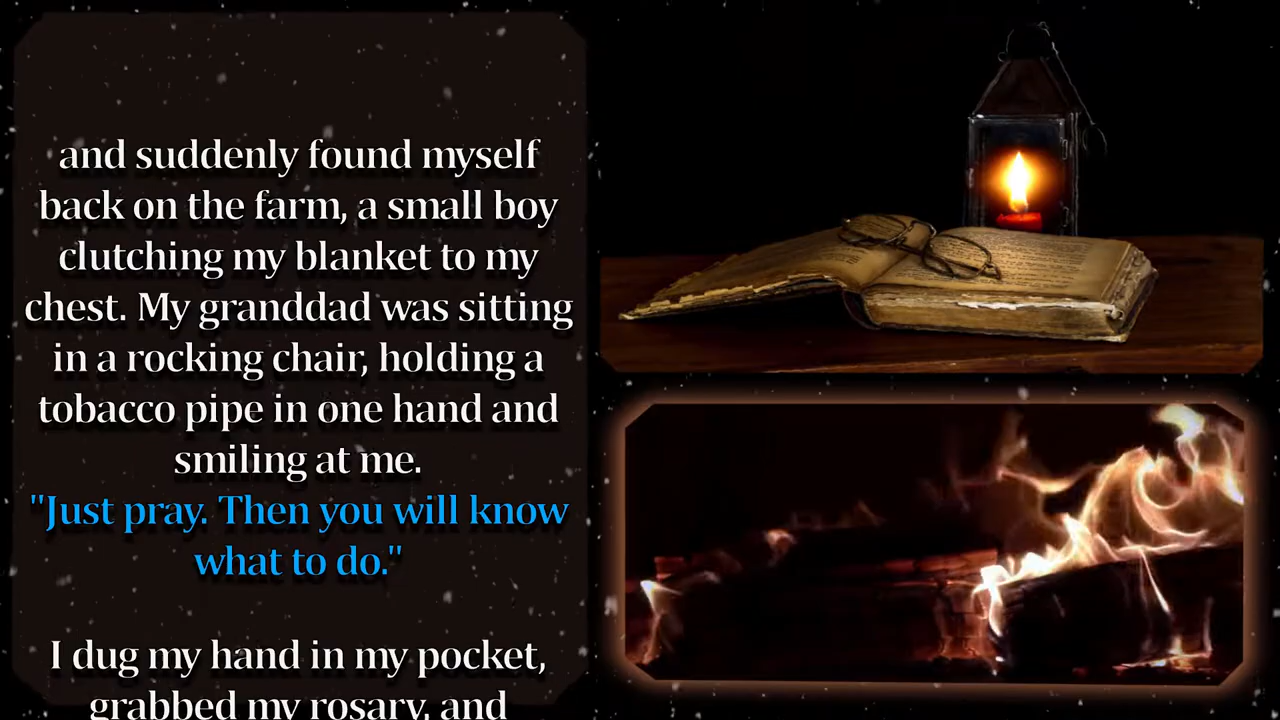 and suddenly found myself
back on the farm, a small boy
clutching my blanket to my
chest. My granddad was sitting
in a rocking chair, holding a
tobacco pipe in one hand and
smiling at me.
"Just pray. Then you will know
what to do."
I dug my hand in my pocket,
grabbed my rosary, and